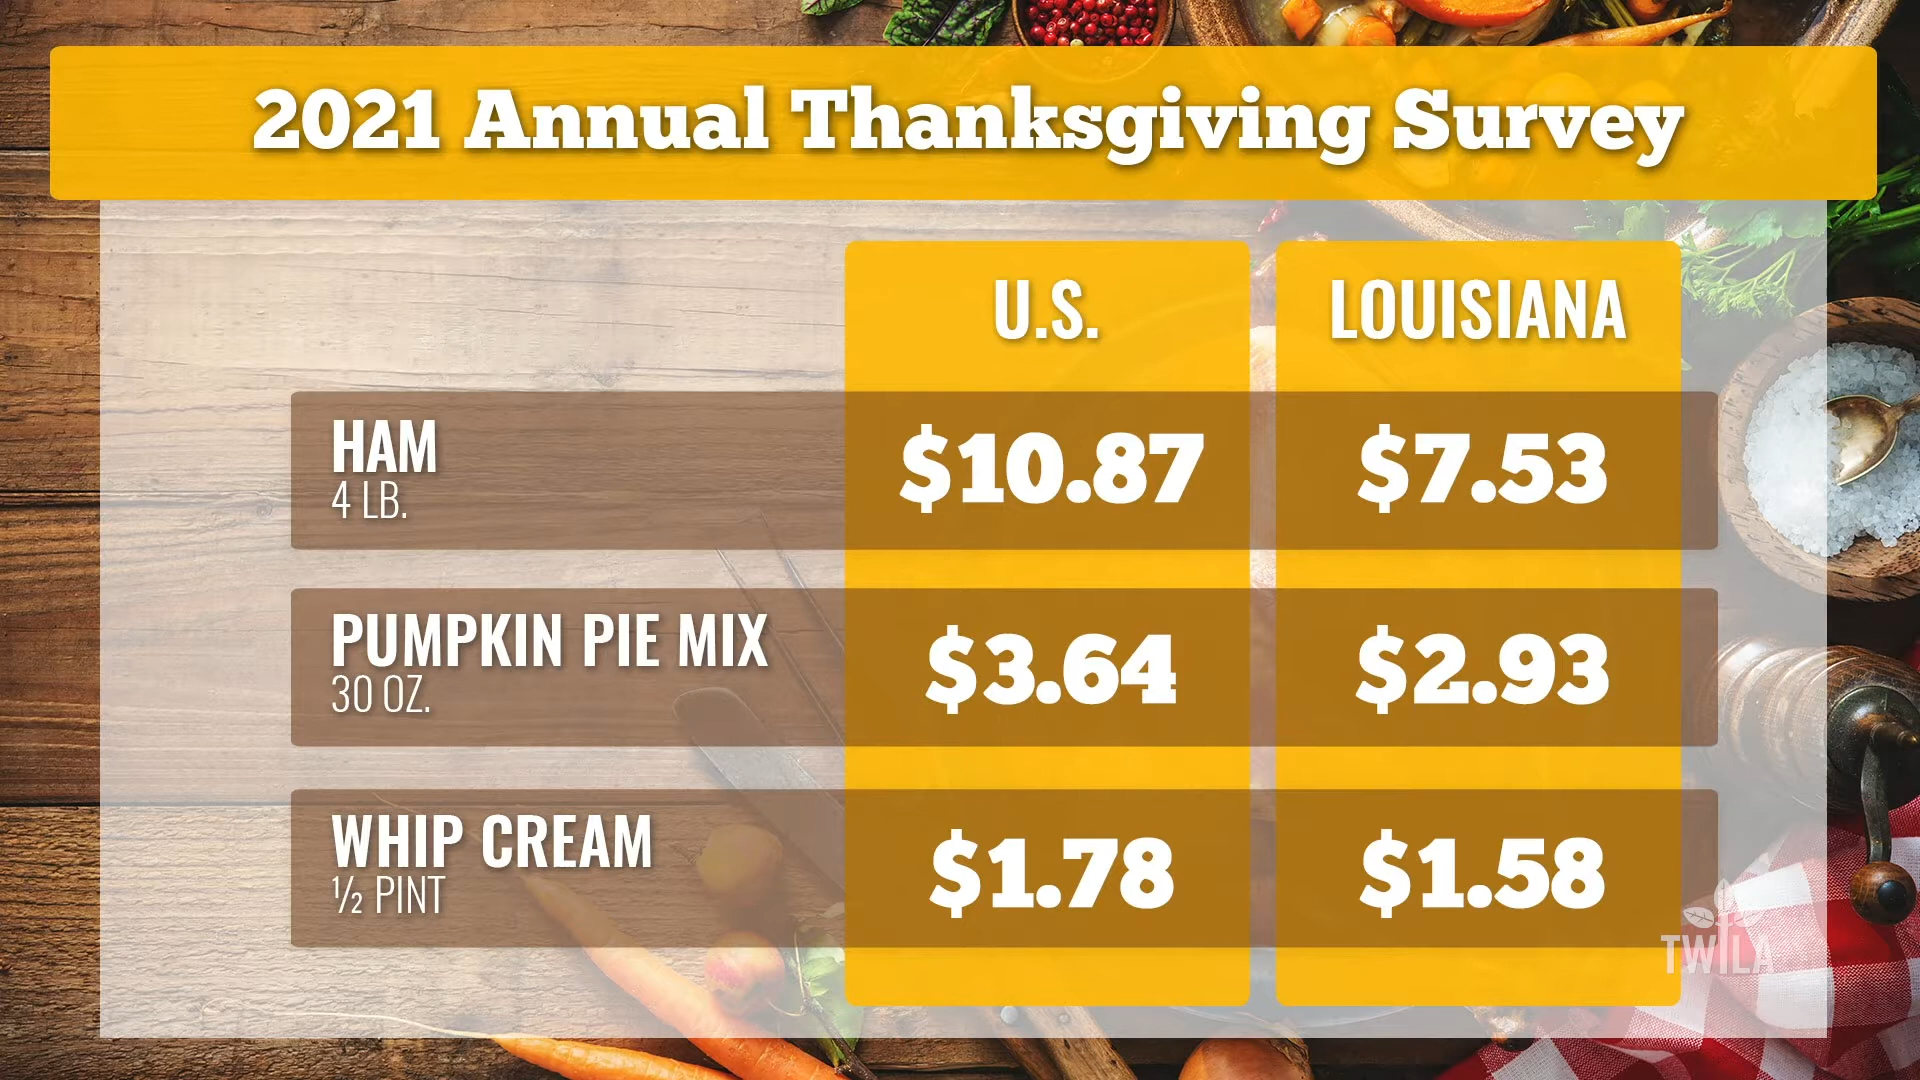 2021 Annual Thanksgiving Survey
U.S. LOUISIANA
HAM
4 LB.
$10.87 $7.53
PUMPKIN PIE MIX
30 OZ.
$3.64 $2.93
WHIP CREAM
½ PINT
$1.78 $1.58
TWILA